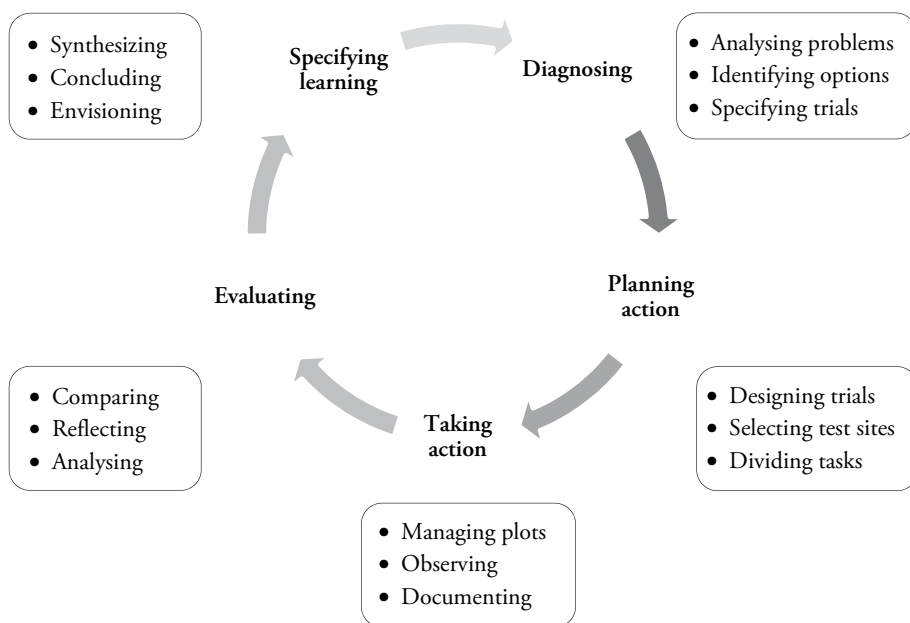 • Synthesizing
• Concluding
• Envisioning
Specifying
learning
Diagnosing
• Analysing problems
• Identifying options
• Specifying trials
Evaluating
Planning
action
• Comparing
• Reflecting
• Analysing
Taking
action
• Designing trials
• Selecting test sites
• Dividing tasks
• Managing plots
• Observing
• Documenting